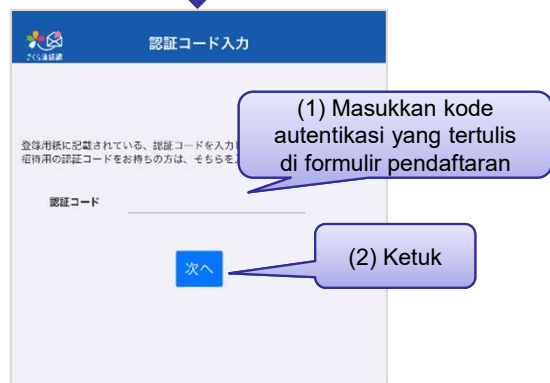 さくら連絡網
認証コード入力
(1) Masukkan kode
autentikasi yang tertulis
di formulir pendaftaran
登録用紙に記載されている、認証コードを入力し
招待用の認証コードをお持ちの方は、そちらを入
認証コード
次へ
(2) Ketuk